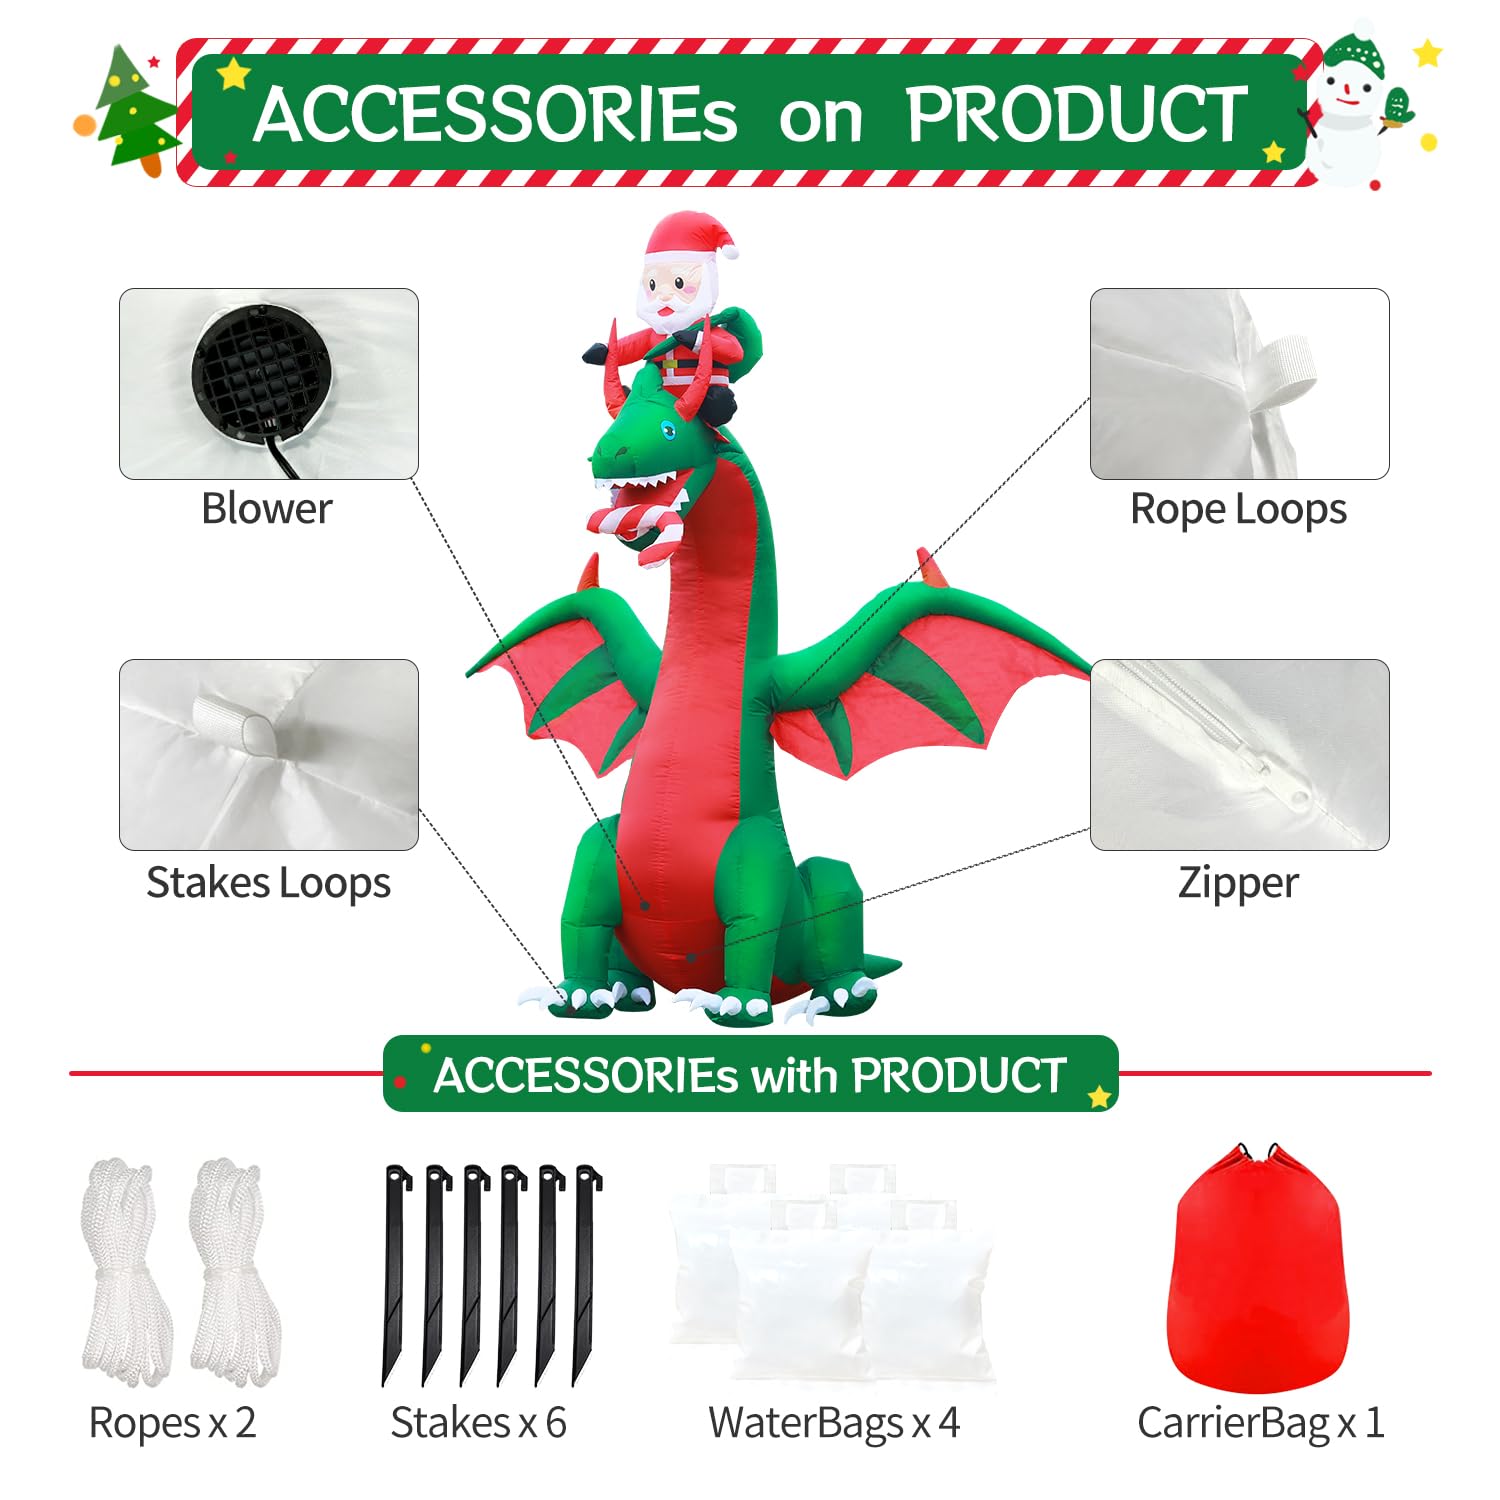 ACCESSORIEs on PRODUCT
Blower
Rope Loops
Stakes Loops
Zipper
ACCESSORIEs with PRODUCT
Ropes x 2
Stakes x 6
WaterBags x 4
CarrierBag x 1